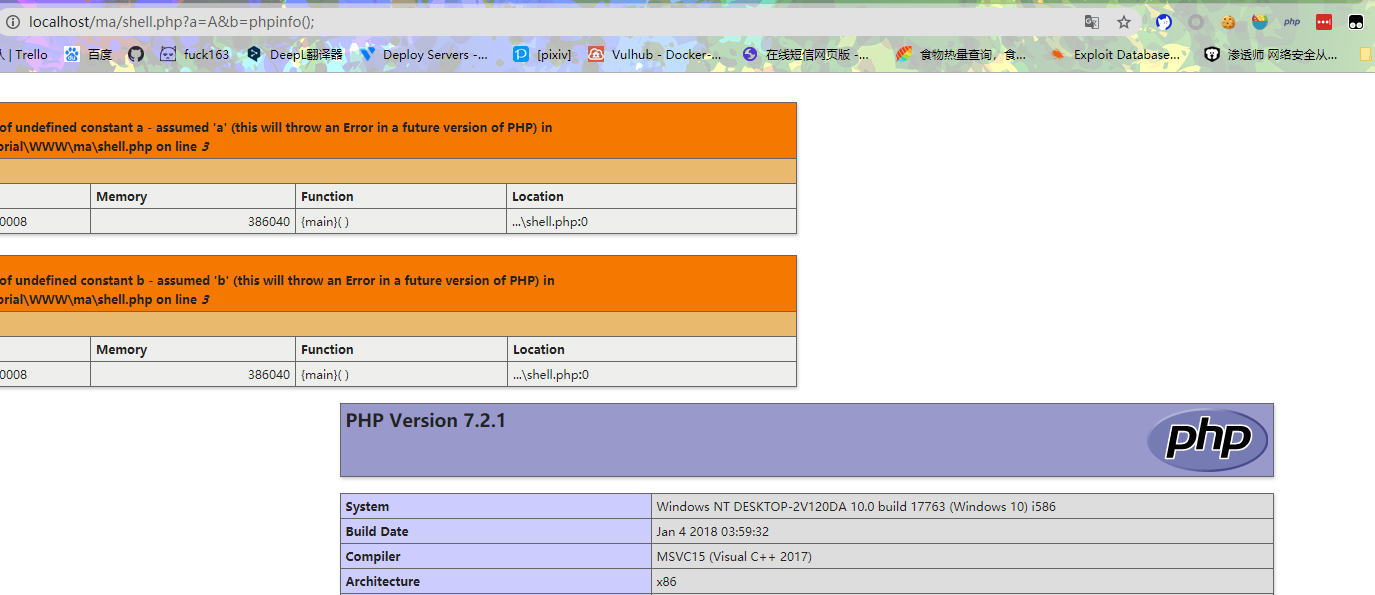 localhost/ma/shell.php?a=A&b=phpinfo();
人 | Trello 百度 fuck163 DeepL翻译器 Deploy Servers -... [pixiv] Vulhub - Docker-... 在线短信网页版 -... 食物热量查询，食... Exploit Database... 渗透师 网络安全从...
of undefined constant a - assumed 'a' (this will throw an Error in a future version of PHP) in
orial\WWW\ma\shell.php on line 3
Memory Function Location
0008 386040 {main}( ) ...\shell.php:0
of undefined constant b - assumed 'b' (this will throw an Error in a future version of PHP) in
orial\WWW\ma\shell.php on line 3
Memory Function Location
0008 386040 {main}( ) ...\shell.php:0
PHP Version 7.2.1 php
System Windows NT DESKTOP-2V120DA 10.0 build 17763 (Windows 10) i586
Build Date Jan 4 2018 03:59:32
Compiler MSVC15 (Visual C++ 2017)
Architecture x86